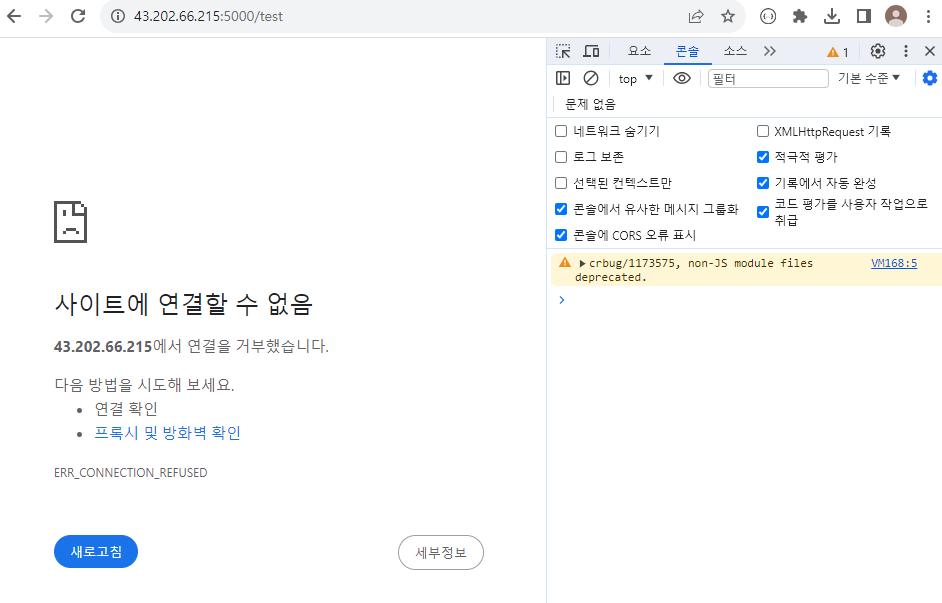 43.202.66.215:5000/test
사이트에 연결할 수 없음
43.202.66.215에서 연결을 거부했습니다.
다음 방법을 시도해 보세요.
연결 확인
프록시 및 방화벽 확인
ERR_CONNECTION_REFUSED
새로고침
세부정보
요소
콘솔
소스
1
top
필터
기본 수준
문제 없음
네트워크 숨기기
XMLHttpRequest 기록
로그 보존
적극적 평가
선택된 컨텍스트만
기록에서 자동 완성
콘솔에서 유사한 메시지 그룹화
코드 평가를 사용자 작업으로
취급
콘솔에 CORS 오류 표시
crbug/1173575, non-JS module files
VM168:5
deprecated.